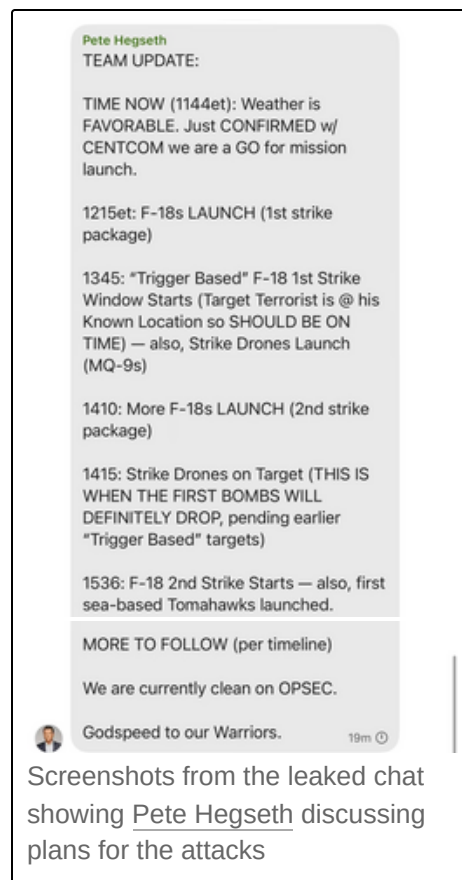 Pete Hegseth
TEAM UPDATE:
TIME NOW (1144et): Weather is
FAVORABLE. Just CONFIRMED w/
CENTCOM we are a GO for mission
launch.
1215et: F-18s LAUNCH (1st strike
package)
1345: “Trigger Based” F-18 1st Strike
Window Starts (Target Terrorist is @ his
Known Location so SHOULD BE ON
TIME) — also, Strike Drones Launch
(MQ-9s)
1410: More F-18s LAUNCH (2nd strike
package)
1415: Strike Drones on Target (THIS IS
WHEN THE FIRST BOMBS WILL
DEFINITELY DROP, pending earlier
“Trigger Based” targets)
1536: F-18 2nd Strike Starts — also, first
sea-based Tomahawks launched.
MORE TO FOLLOW (per timeline)
We are currently clean on OPSEC.
Godspeed to our Warriors.
19m
Screenshots from the leaked chat
showing Pete Hegseth discussing
plans for the attacks